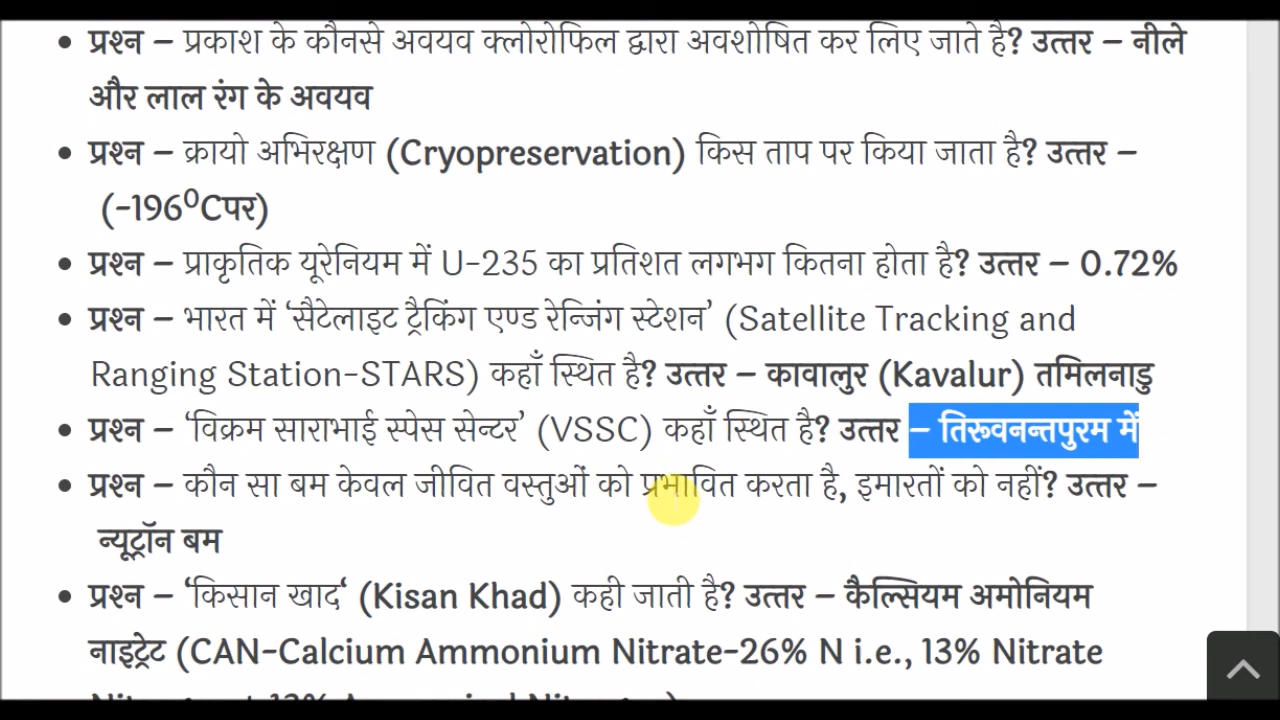 • प्रश्न – प्रकाश के कौनसे अवयव क्लोरोफिल द्वारा अवशोषित कर लिए जाते है? उत्तर – नीले
और लाल रंग के अवयव
• प्रश्न – क्रायो अभिरक्षण (Cryopreservation) किस ताप पर किया जाता है? उत्तर –
(-196⁰Cपर)
• प्रश्न – प्राकृतिक यूरेनियम में U-235 का प्रतिशत लगभग कितना होता है? उत्तर – 0.72%
• प्रश्न – भारत में ‘सैटेलाइट ट्रैकिंग एण्ड रेन्जिंग स्टेशन’ (Satellite Tracking and
Ranging Station-STARS) कहाँ स्थित है? उत्तर – कावालुर (Kavalur) तमिलनाडु
• प्रश्न – ‘विक्रम साराभाई स्पेस सेन्टर’ (VSSC) कहाँ स्थित है? उत्तर – तिरूवनन्तपुरम में
• प्रश्न – कौन सा बम केवल जीवित वस्तुओं को प्रभावित करता है, इमारतों को नहीं? उत्तर –
न्यूट्रॉन बम
• प्रश्न – ‘किसान खाद‘ (Kisan Khad) कही जाती है? उत्तर – कैल्सियम अमोनियम
नाइट्रेट (CAN-Calcium Ammonium Nitrate-26% N i.e., 13% Nitrate